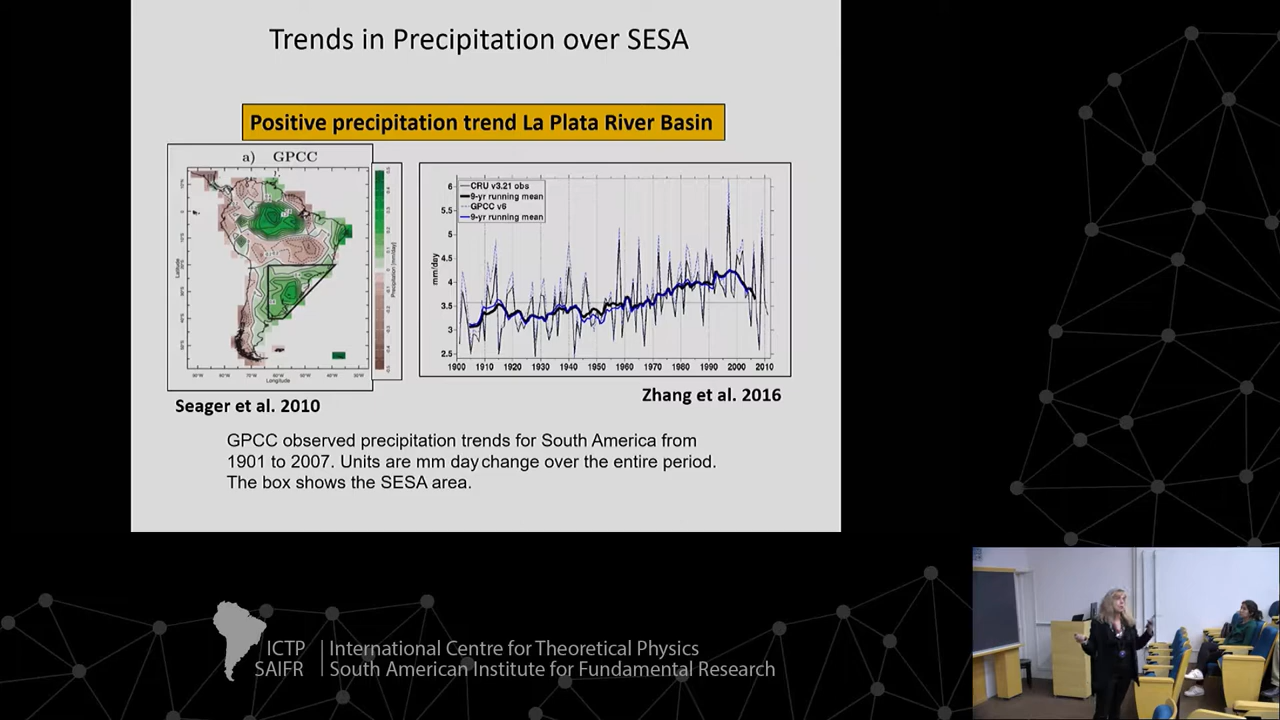 Trends in Precipitation over SESA
Positive precipitation trend La Plata River Basin
a) GPCC
Latitude
Longitude
Precipitation (mm/day)
CRU v3.21 obs
9-yr running mean
GPCC v6
9-yr running mean
mm/day
6
5.5
5
4.5
4
3.5
3
2.5
1900 1910 1920 1930 1940 1950 1960 1970 1980 1990 2000 2010
Seager et al. 2010
Zhang et al. 2016
GPCC observed precipitation trends for South America from
1901 to 2007. Units are mm day change over the entire period.
The box shows the SESA area.
ICTP
SAIFR
International Centre for Theoretical Physics
South American Institute for Fundamental Research